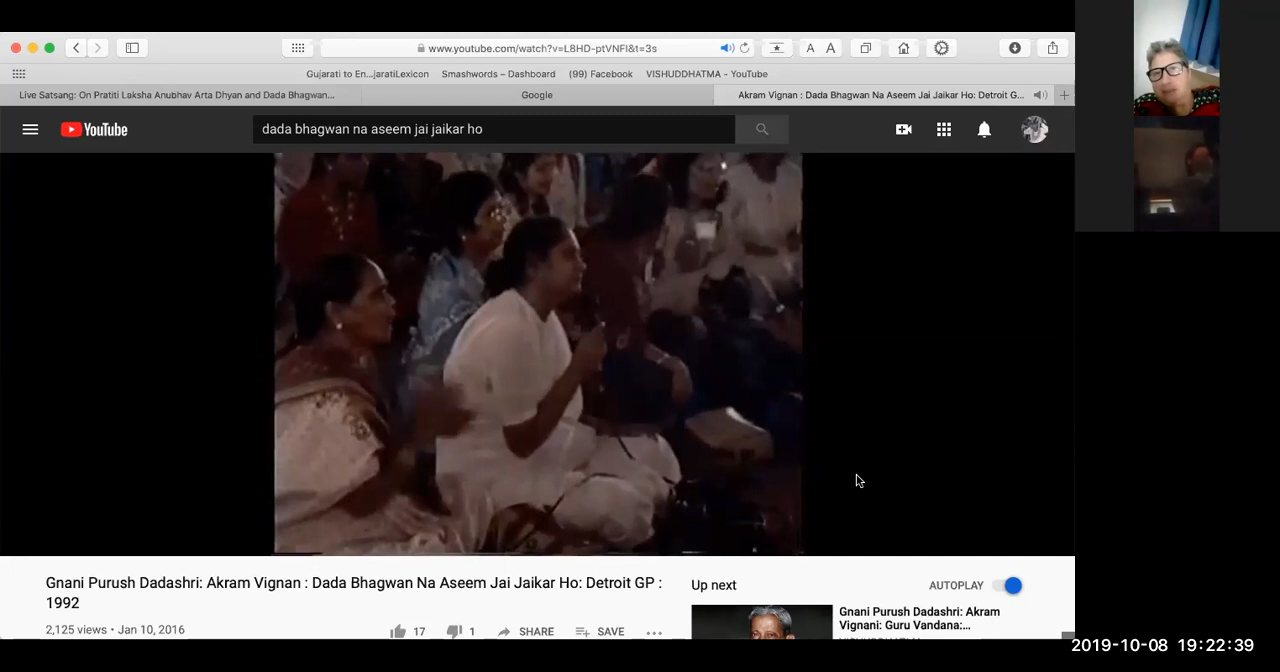 www.youtube.com/watch?v=L8HD-ptVNFI&t=3s
A A
Gujarati to En...jaratiLexicon Smashwords – Dashboard (99) Facebook VISHUDDHATMA - YouTube
Live Satsang: On Pratiti Laksha Anubhav Arta Dhyan and Dada Bhagwan... Google Akram Vignan : Dada Bhagwan Na Aseem Jai Jaikar Ho: Detroit G...
YouTube dada bhagwan na aseem jai jaikar ho
Gnani Purush Dadashri: Akram Vignan : Dada Bhagwan Na Aseem Jai Jaikar Ho: Detroit GP :
1992
2,125 views • Jan 10, 2016
17 1 SHARE SAVE
Up next AUTOPLAY
Gnani Purush Dadashri: Akram
Vignani: Guru Vandana;...
2019-10-08 19:22:39